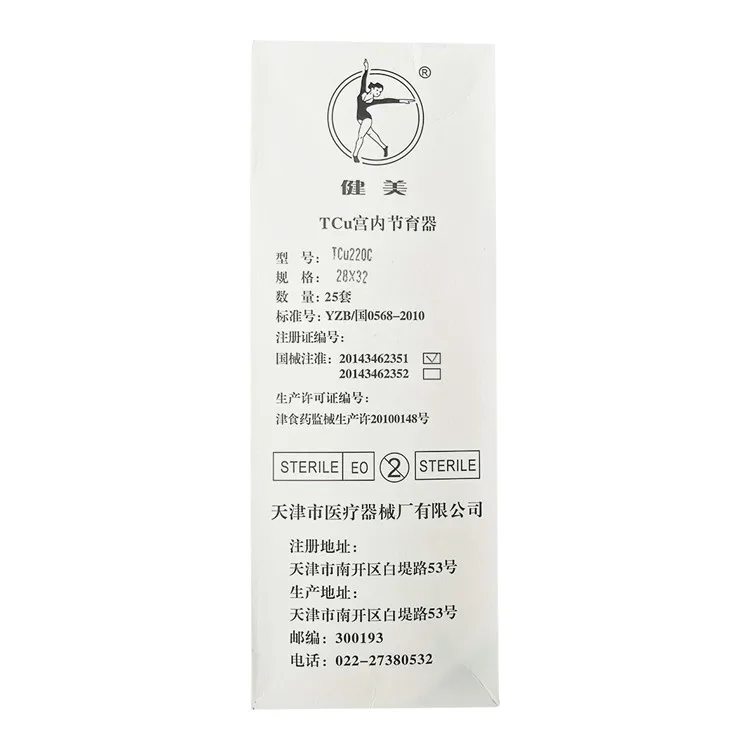 ®
健美
TCu宫内节育器
型 号: TCu220C
规 格: 28X32
数 量: 25套
标准号: YZB/国0568-2010
注册证编号:
国械注准: 20143462351
20143462352
生产许可证编号:
津食药监械生产许20100148号
STERILE EO 2 STERILE
天津市医疗器械厂有限公司
注册地址:
天津市南开区白堤路53号
生产地址:
天津市南开区白堤路53号
邮编: 300193
电话: 022-27380532